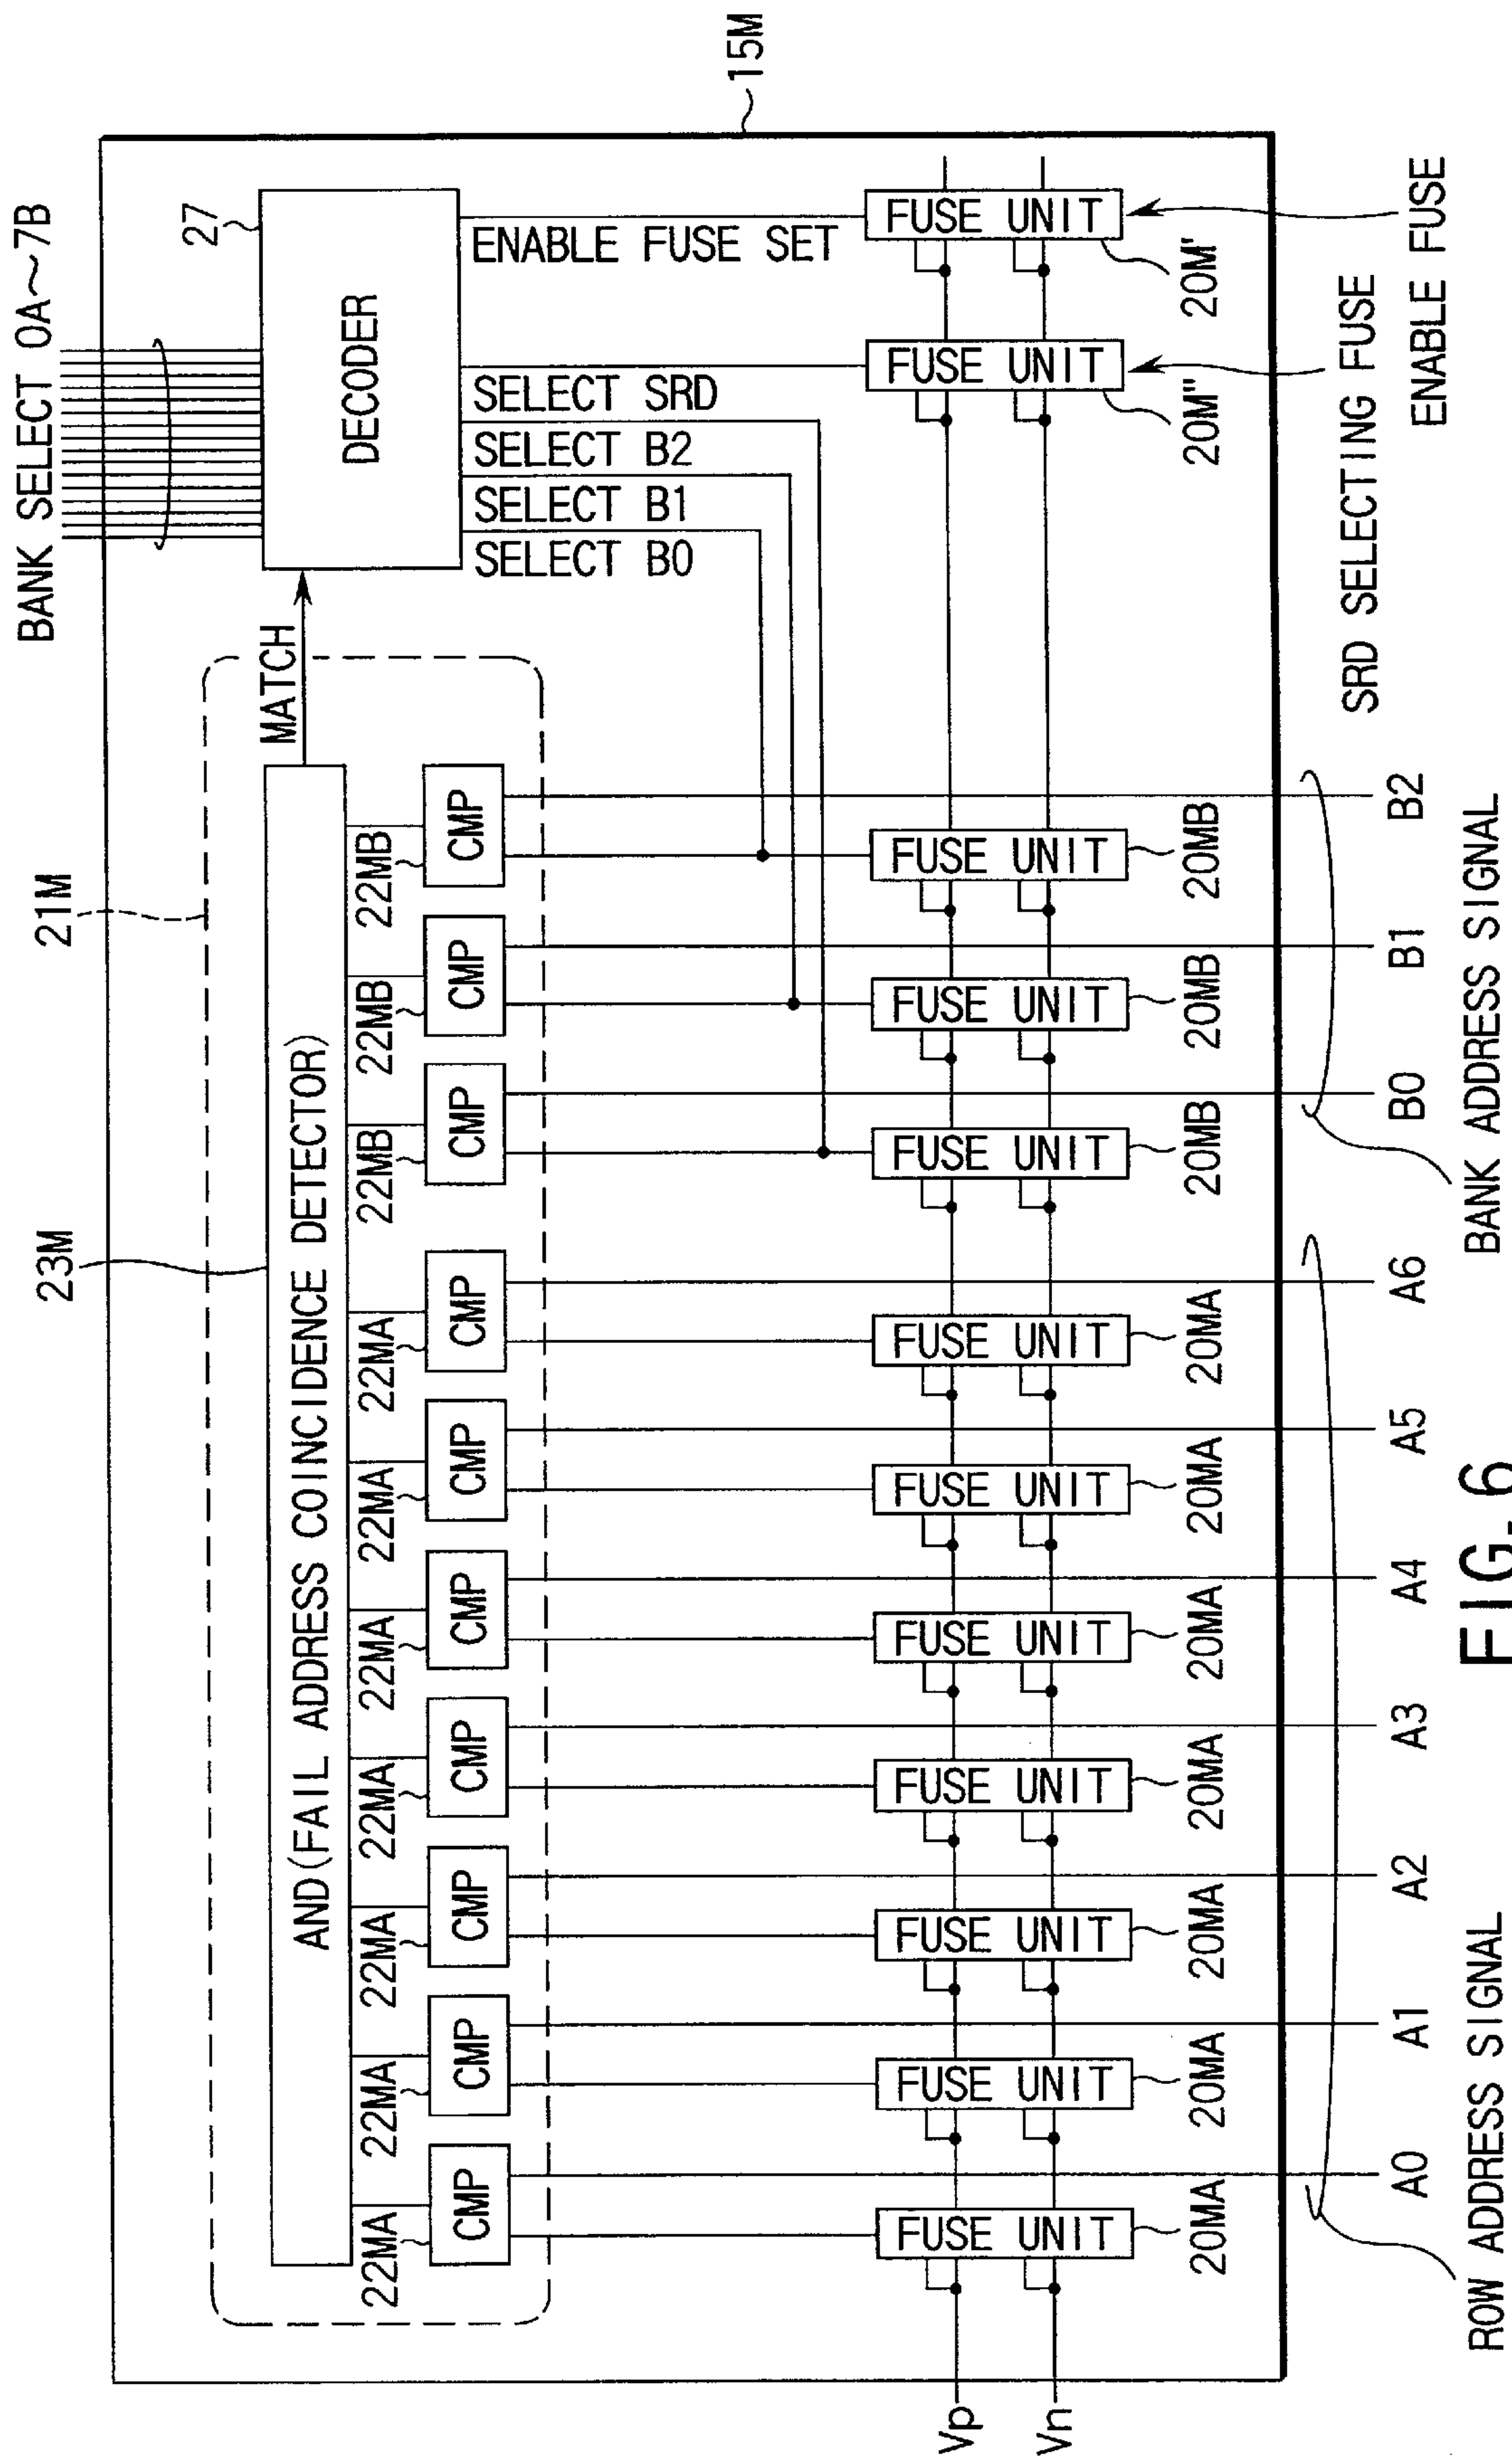 BANK SELECT 0A~7B
15M
21M
23M
27
MATCH
DECODER
AND(FAIL ADDRESS COINCIDENCE DETECTOR)
22MA
22MA
22MA
22MA
22MA
22MA
22MA
22MB
22MB
22MB
CMP
CMP
CMP
CMP
CMP
CMP
CMP
CMP
CMP
CMP
SELECT B0
SELECT B1
SELECT B2
SELECT SRD
ENABLE FUSE SET
Vp
Vn
FUSE UNIT
FUSE UNIT
FUSE UNIT
FUSE UNIT
FUSE UNIT
FUSE UNIT
FUSE UNIT
FUSE UNIT
FUSE UNIT
FUSE UNIT
FUSE UNIT
FUSE UNIT
20MA
20MA
20MA
20MA
20MA
20MA
20MA
20MB
20MB
20MB
20M"
20M'
A0
A1
A2
A3
A4
A5
A6
B0
B1
B2
SRD SELECTING FUSE
ENABLE FUSE
ROW ADDRESS SIGNAL
BANK ADDRESS SIGNAL
FIG. 6